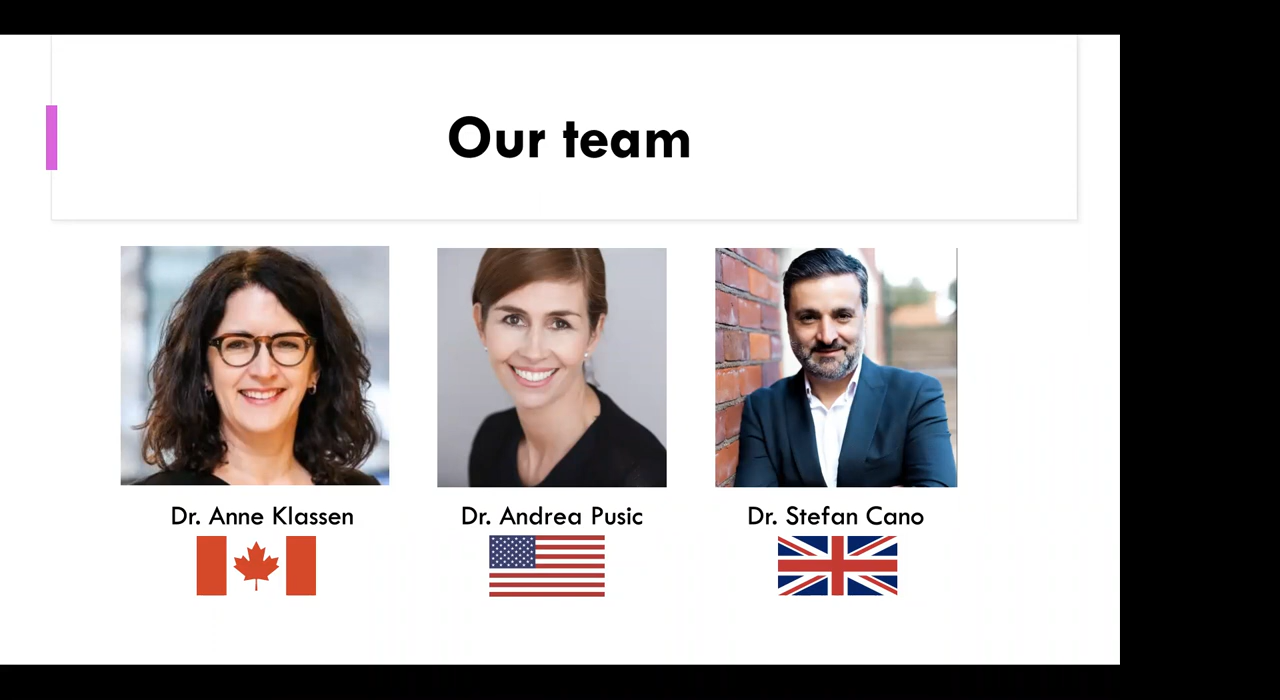 Our team
Dr. Anne Klassen
Dr. Andrea Pusic
Dr. Stefan Cano